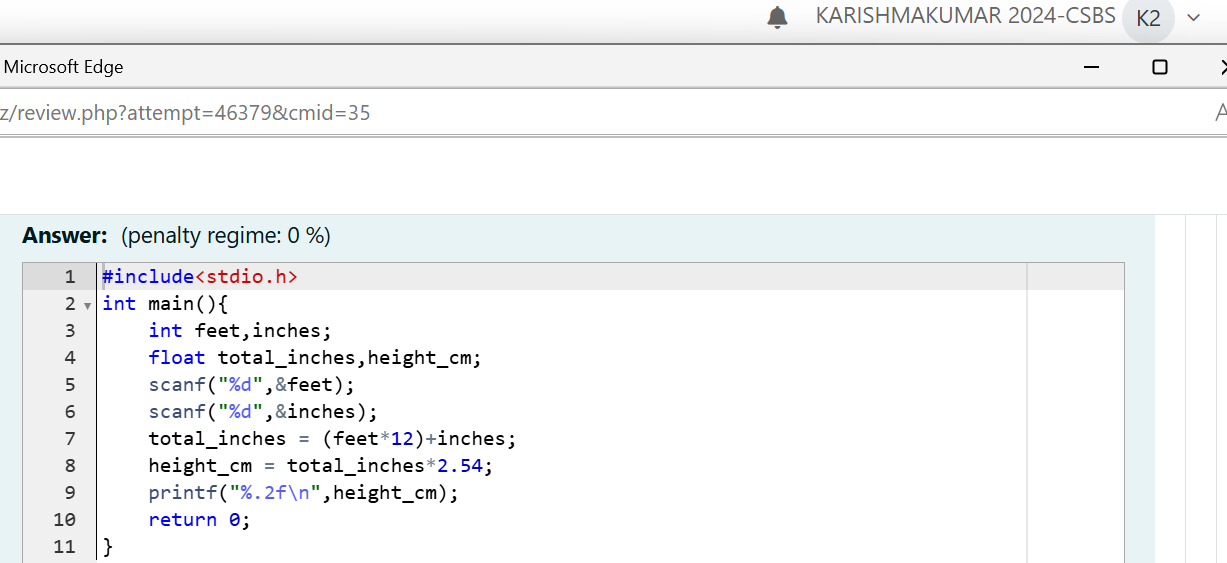 KARISHMAKUMAR 2024-CSBS K2
Microsoft Edge
z/review.php?attempt=46379&cmid=35
Answer: (penalty regime: 0 %)
1 #include<stdio.h>
2 int main(){
3 int feet,inches;
4 float total_inches,height_cm;
5 scanf("%d",&feet);
6 scanf("%d",&inches);
7 total_inches = (feet*12)+inches;
8 height_cm = total_inches*2.54;
9 printf("%.2f\n",height_cm);
10 return 0;
11 }